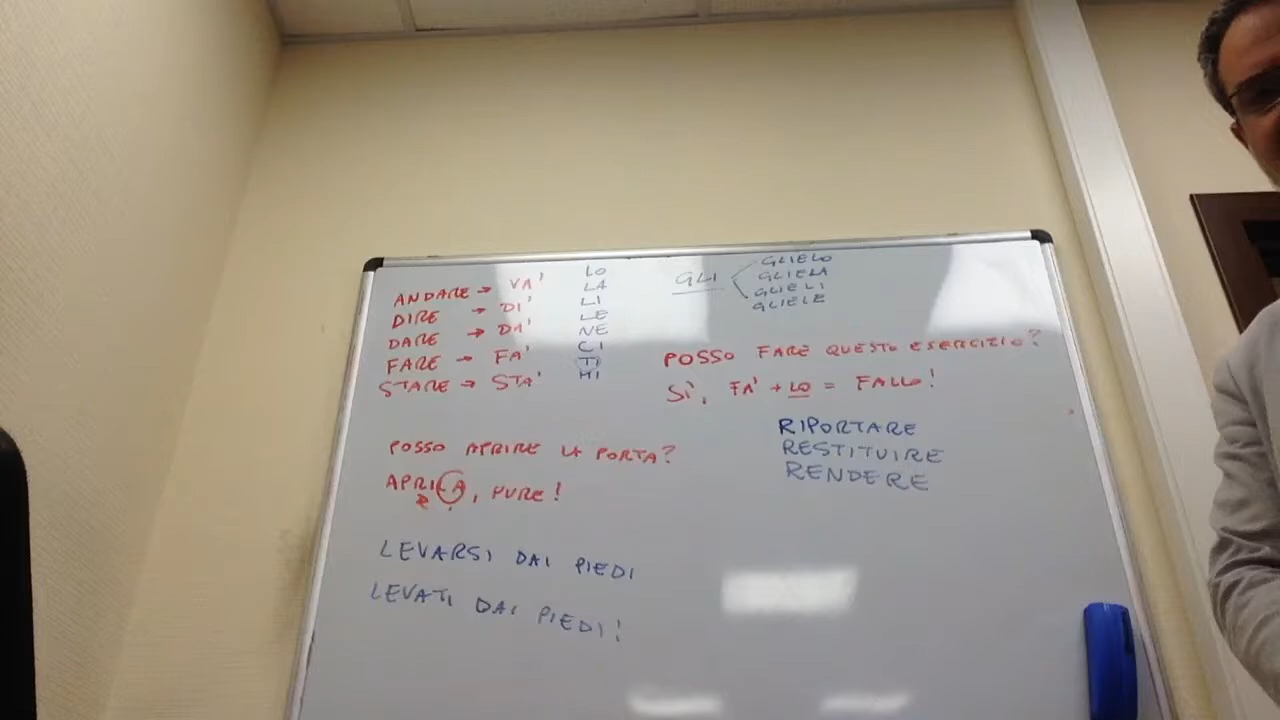 ANDARE → VA'
DIRE → DI'
DARE → DA'
FARE → FA'
STARE → STA'
LO
LA
LI
LE
NE
CI
TI
MI
GLI
GLIELO
GLIELA
GLIELI
GLIELE
POSSO FARE QUESTO ESERCIZIO?
SÌ, FA' + LO = FALLO!
RIPORTARE
RESTITUIRE
RENDERE
POSSO APRIRE LA PORTA?
APRILA, PURE!
LEVARSI DAI PIEDI
LEVATI DAI PIEDI!